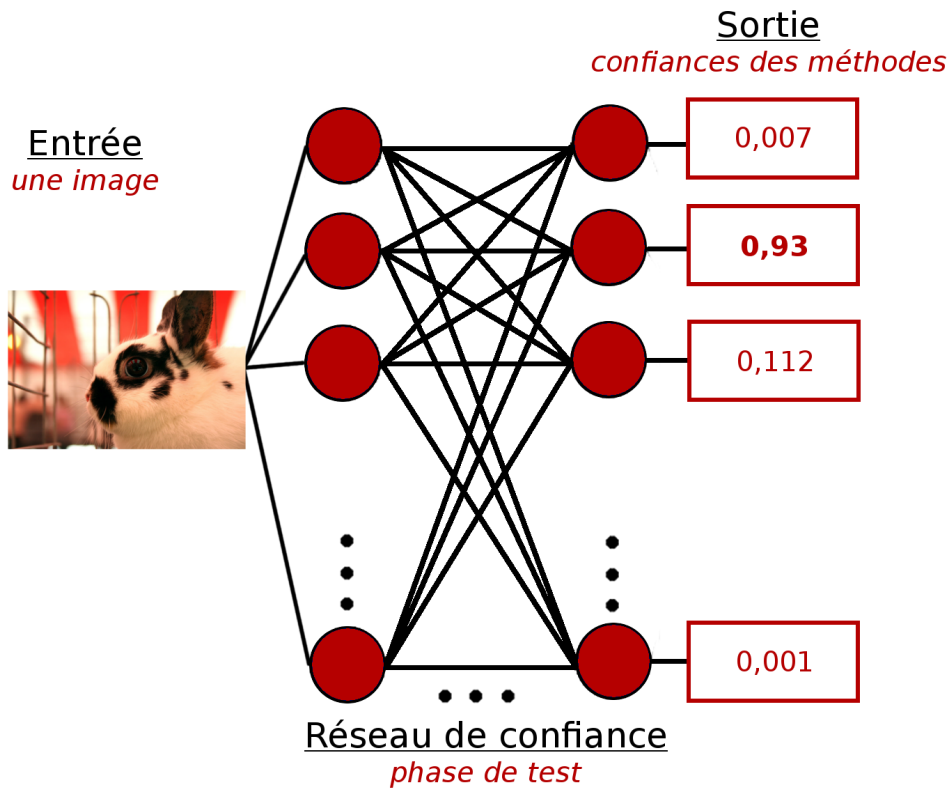 Sortie
confiances des méthodes
Entrée
une image
0,007
0,93
0,112
0,001
Réseau de confiance
phase de test